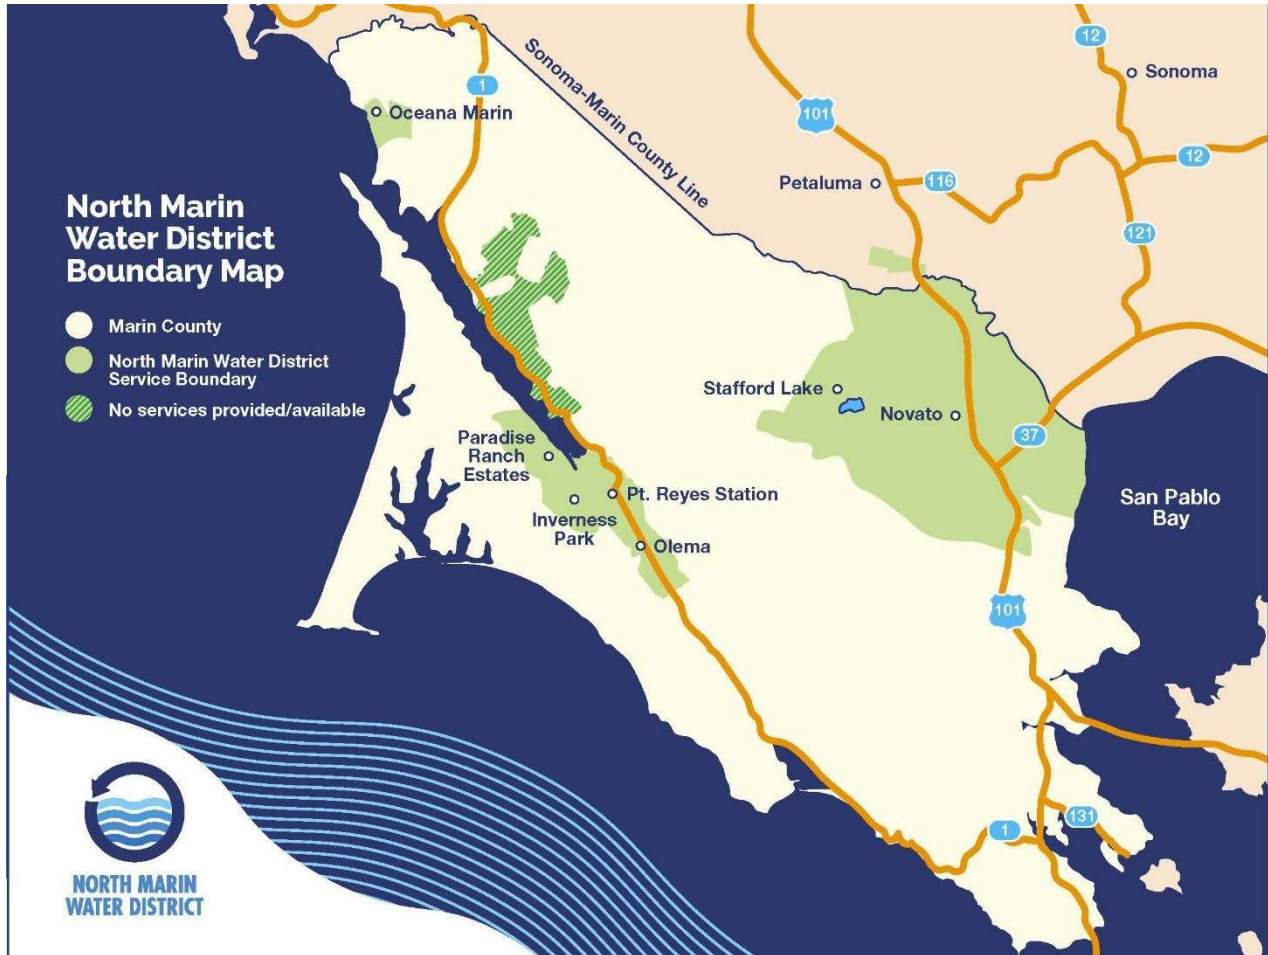 North Marin
Water District
Boundary Map
Marin County
North Marin Water District
Service Boundary
No services provided/available
Sonoma-Marin County Line
1
Oceana Marin
12
Sonoma
101
12
Petaluma
116
121
Stafford Lake
Novato
37
Paradise
Ranch
Estates
Pt. Reyes Station
Inverness
Park
Olema
San Pablo
Bay
101
1
131
NORTH MARIN
WATER DISTRICT